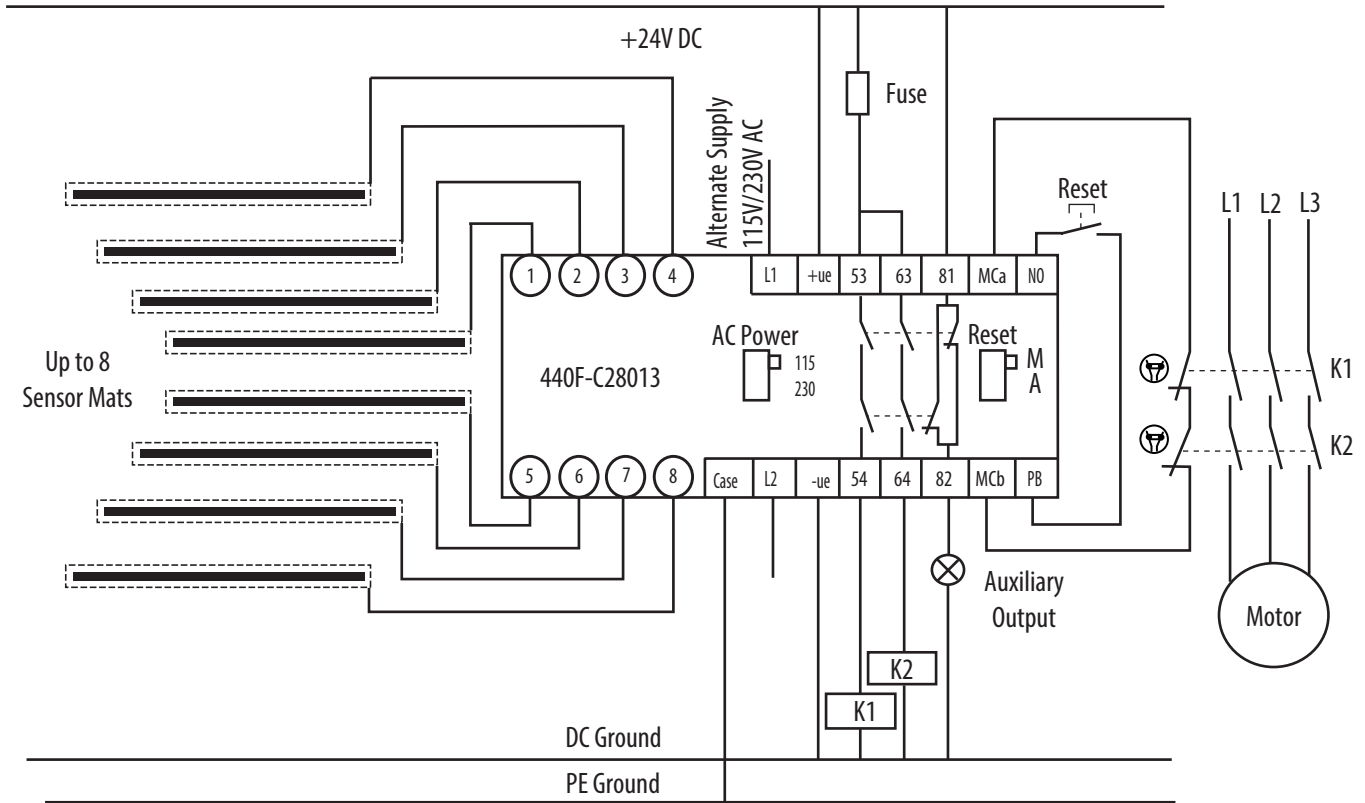 +24V DC
Fuse
Alternate Supply
115V/230V AC
Reset
L1 L2 L3
1 2 3 4
L1 +ue 53 63 81 MCa NO
AC Power
115
230
Reset
M
A
440F-C28013
Up to 8
Sensor Mats
K1
K2
5 6 7 8
Case L2 -ue 54 64 82 MCb PB
Auxiliary
Output
Motor
K2
K1
DC Ground
PE Ground